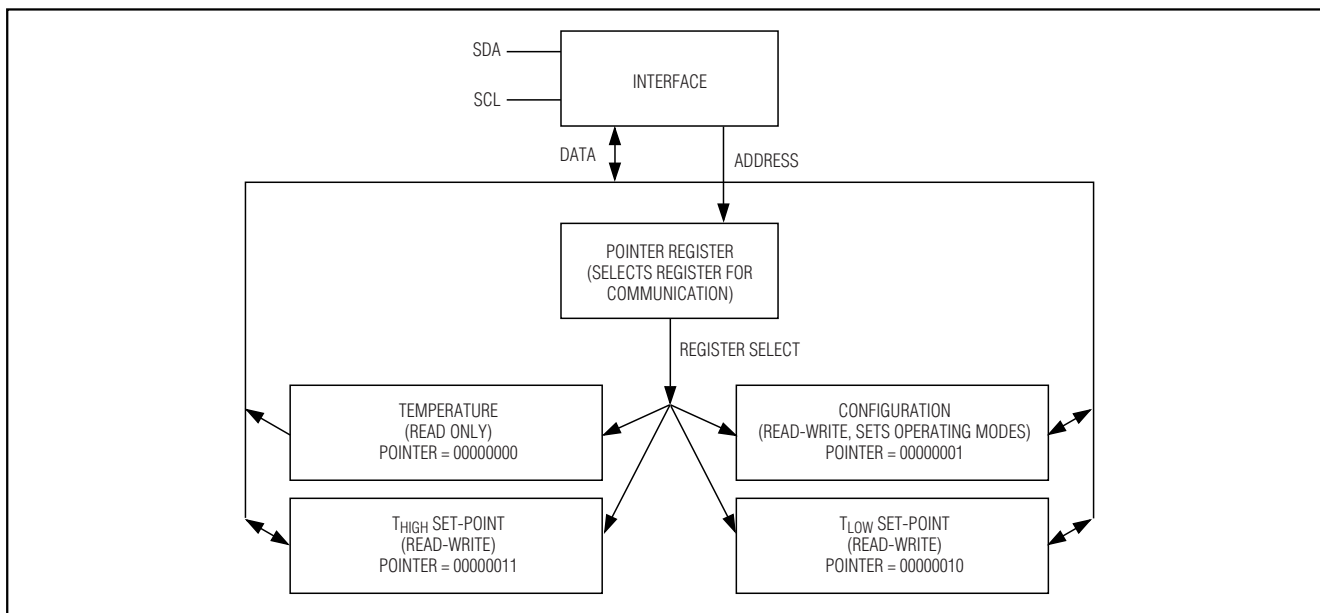 SDA
INTERFACE
SCL
DATA
ADDRESS
POINTER REGISTER
(SELECTS REGISTER FOR
COMMUNICATION)
REGISTER SELECT
TEMPERATURE
(READ ONLY)
POINTER = 00000000
CONFIGURATION
(READ-WRITE, SETS OPERATING MODES)
POINTER = 00000001
THIGH SET-POINT
(READ-WRITE)
POINTER = 00000011
TLOW SET-POINT
(READ-WRITE)
POINTER = 00000010